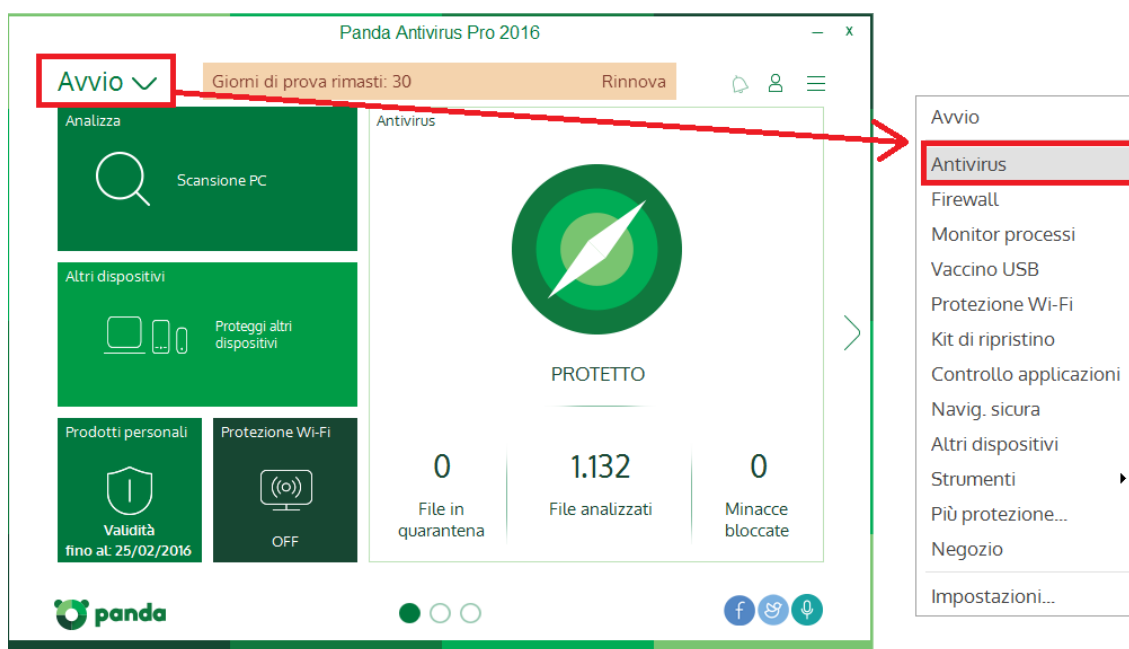 Panda Antivirus Pro 2016
Avvio
Giorni di prova rimasti: 30 Rinnova
Analizza
Scansione PC
Altri dispositivi
Proteggi altri
dispositivi
Prodotti personali
Validità
fino al: 25/02/2016
Protezione Wi-Fi
OFF
Antivirus
PROTETTO
0
File in
quarantena
1.132
File analizzati
0
Minacce
bloccate
panda
Avvio
Antivirus
Firewall
Monitor processi
Vaccino USB
Protezione Wi-Fi
Kit di ripristino
Controllo applicazioni
Navig. sicura
Altri dispositivi
Strumenti
Più protezione...
Negozio
Impostazioni...